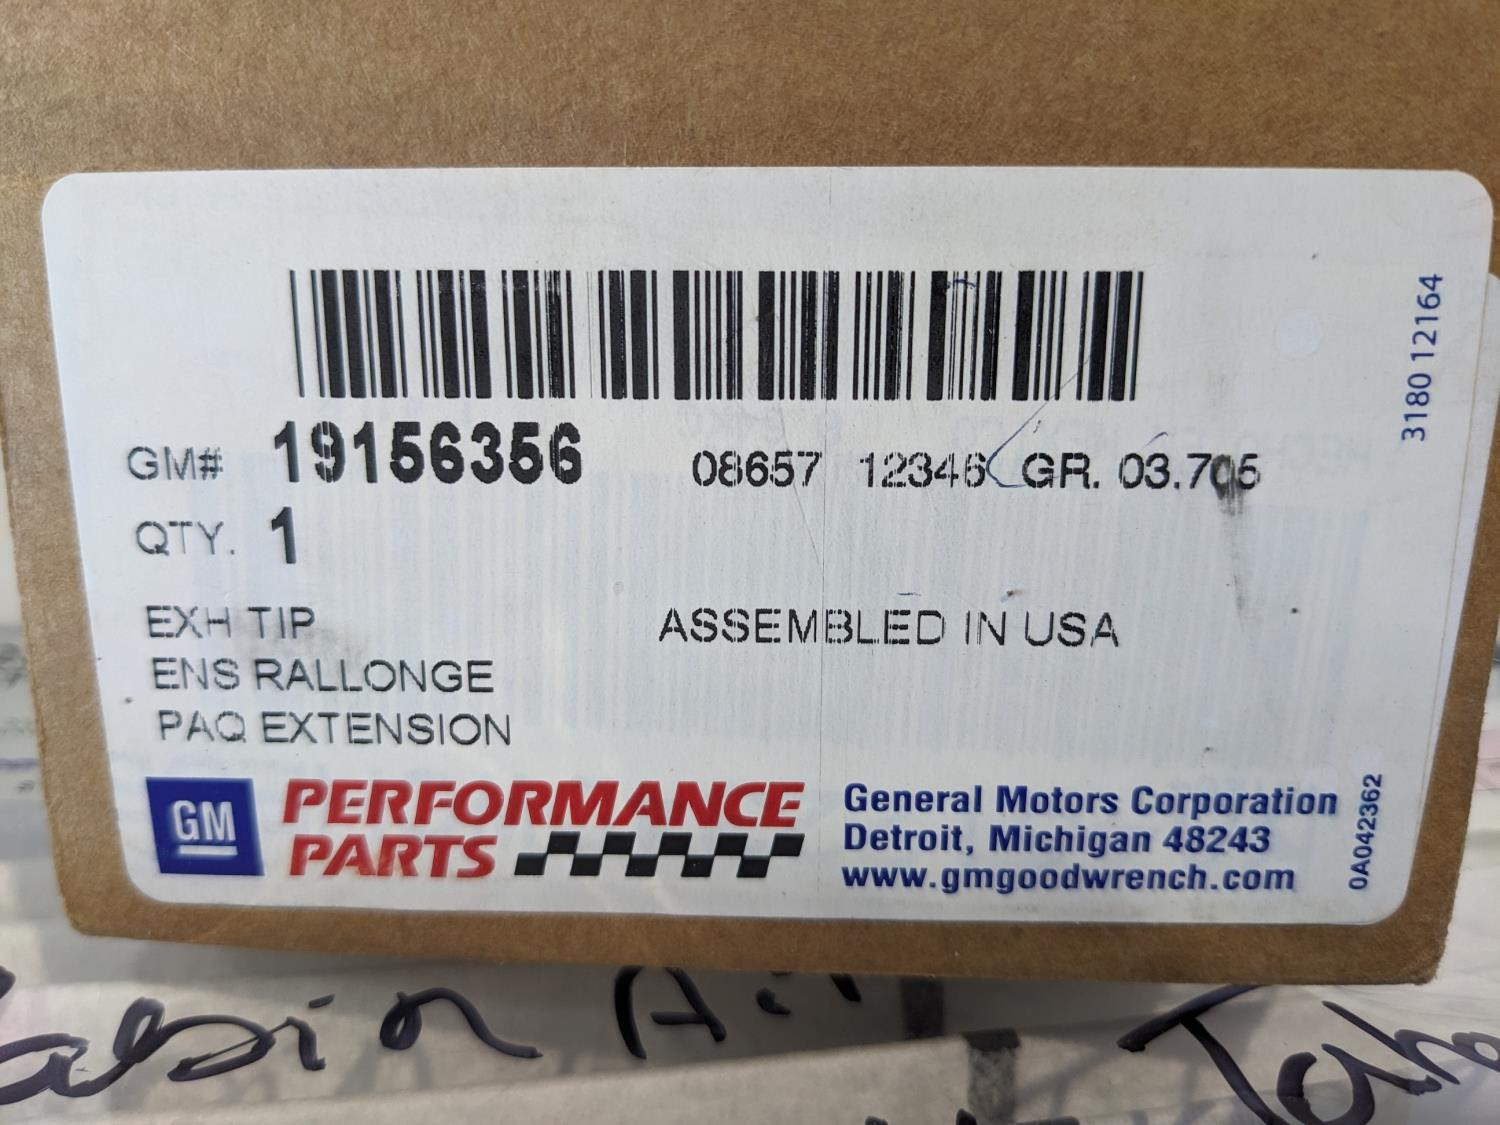 GM# 19156356 08657 12346 GR. 03.705
QTY. 1
EXH TIP ASSEMBLED IN USA
ENS RALLONGE
PAQ EXTENSION
GM PERFORMANCE PARTS
General Motors Corporation
Detroit, Michigan 48243
www.gmgoodwrench.com
3180 12164
0A042362